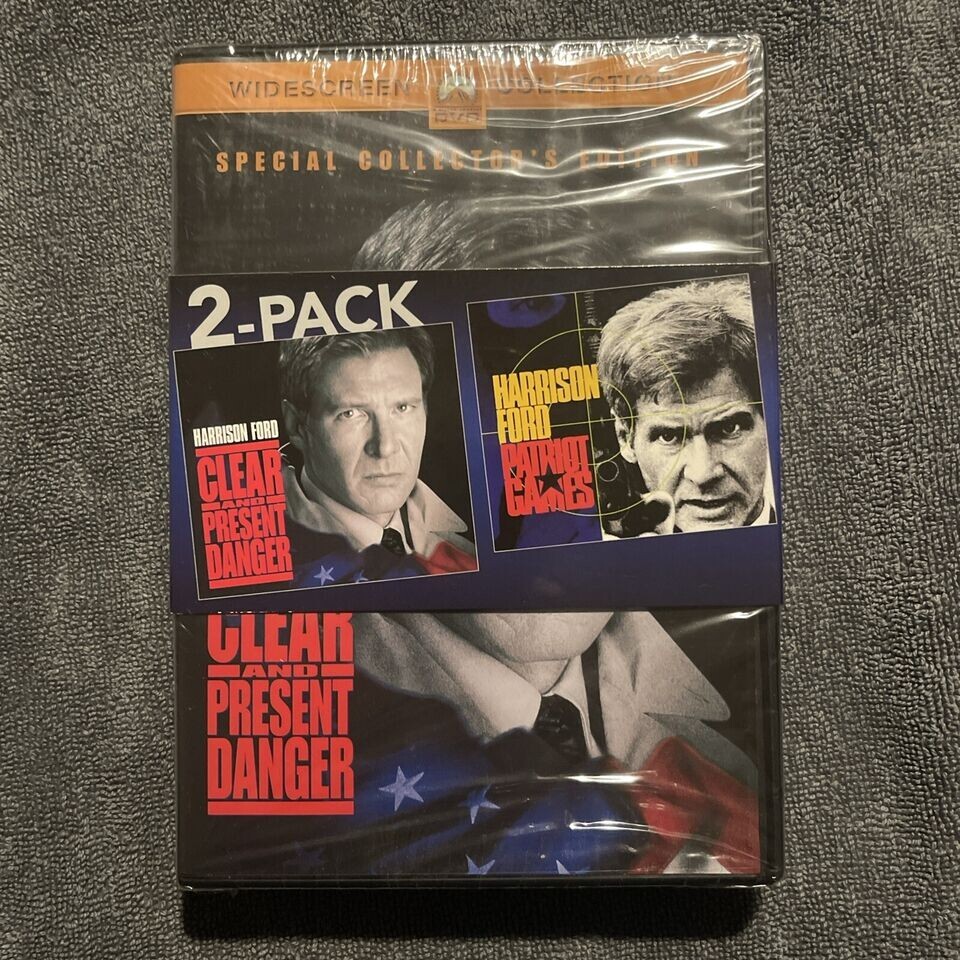 WIDESCREEN COLLECTION
DVD
SPECIAL COLLECTOR'S EDITION
2-PACK
HARRISON FORD
CLEAR
AND
PRESENT
DANGER
HARRISON
FORD
PATRIOT
GAMES
CLEAR
AND
PRESENT
DANGER